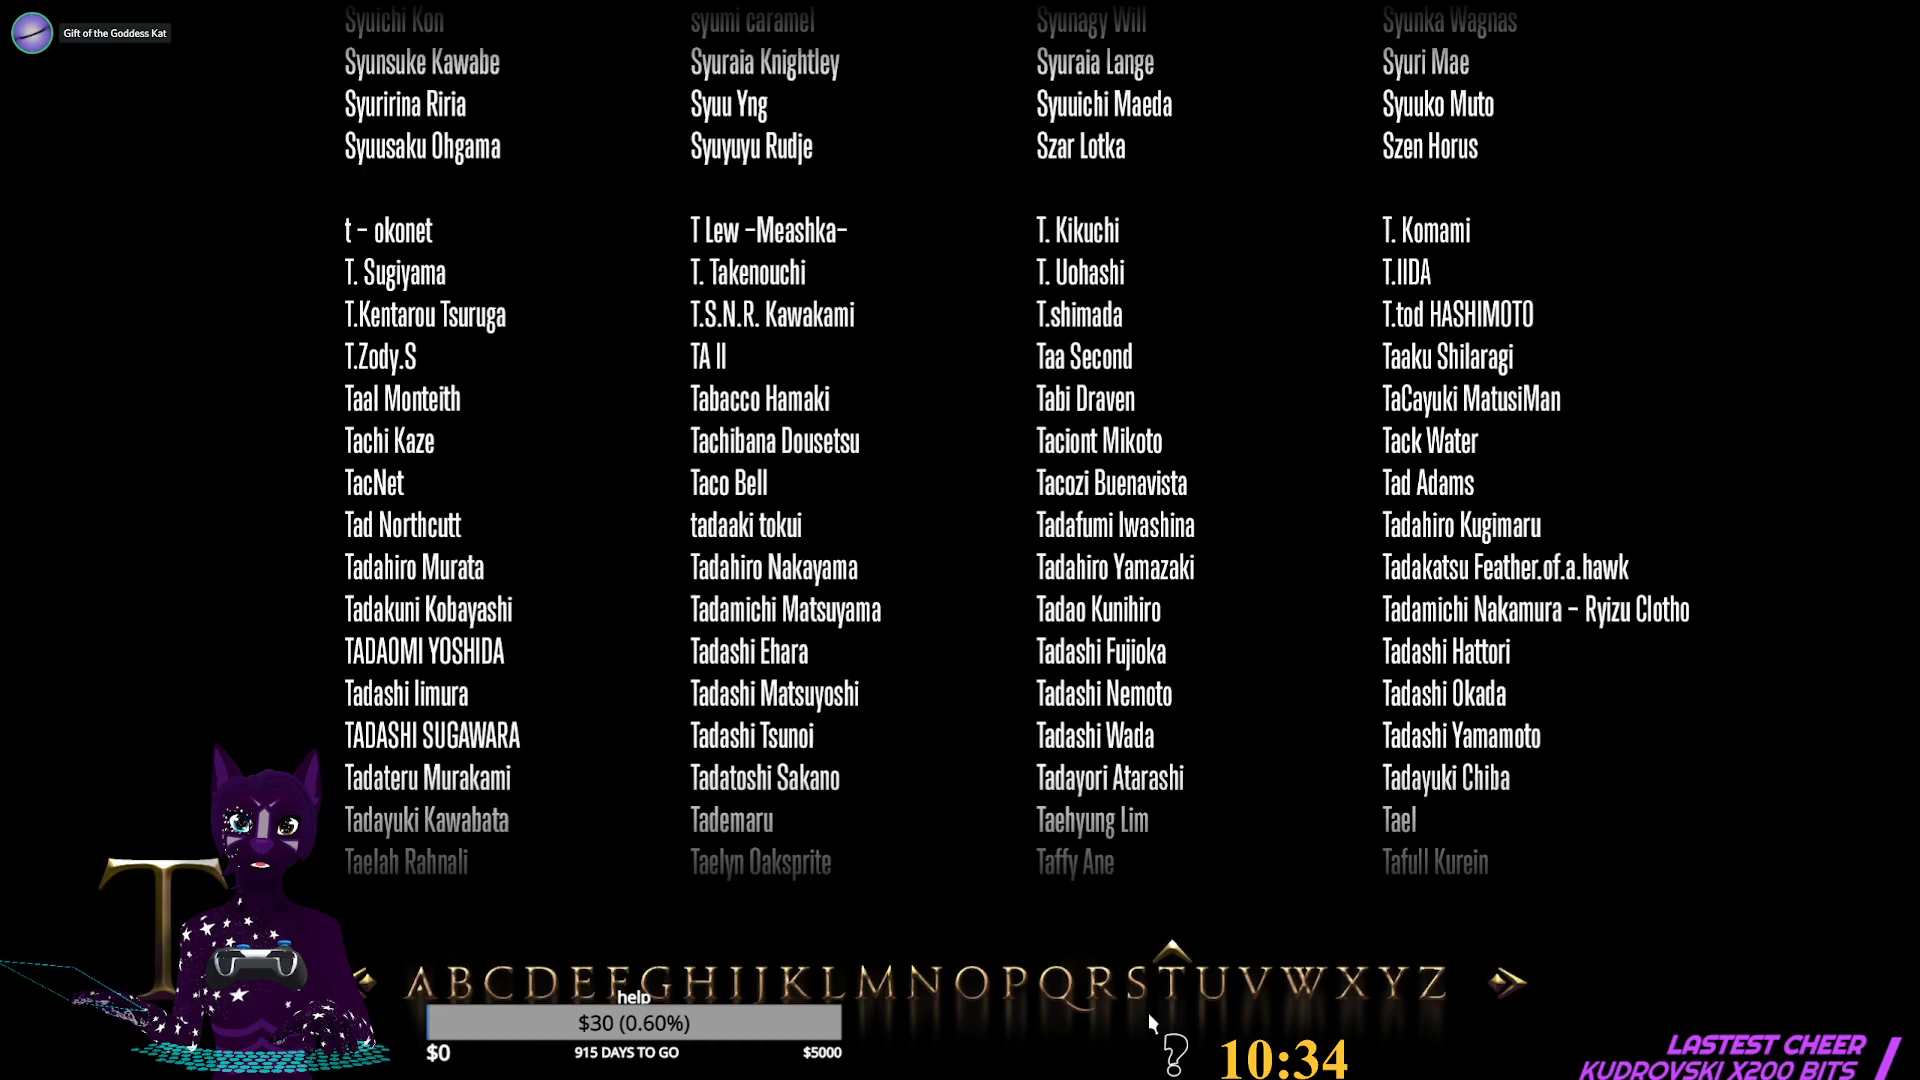 Gift of the Goddess Kat
Syuichi Kon syumi caramel Syunagy Will Syunka Wagnas
Syunsuke Kawabe Syuraia Knightley Syuraia Lange Syuri Mae
Syuririna Riria Syuu Yng Syuuichi Maeda Syuuko Muto
Syuusaku Ohgama Syuyuyu Rudje Szar Lotka Szen Horus
t - okonet T Lew -Meashka- T. Kikuchi T. Komami
T. Sugiyama T. Takenouchi T. Uohashi T.IIDA
T.Kentarou Tsuruga T.S.N.R. Kawakami T.shimada T.tod HASHIMOTO
T.Zody.S TA II Taa Second Taaku Shilaragi
Taal Monteith Tabacco Hamaki Tabi Draven TaCayuki MatusiMan
Tachi Kaze Tachibana Dousetsu Taciont Mikoto Tack Water
TacNet Taco Bell Tacozi Buenavista Tad Adams
Tad Northcutt tadaaki tokui Tadafumi Iwashina Tadahiro Kugimaru
Tadahiro Murata Tadahiro Nakayama Tadahiro Yamazaki Tadakatsu Feather.of.a.hawk
Tadakuni Kobayashi Tadamichi Matsuyama Tadao Kunihiro Tadamichi Nakamura - Ryizu Clotho
TADAOMI YOSHIDA Tadashi Ehara Tadashi Fujioka Tadashi Hattori
Tadashi Iimura Tadashi Matsuyoshi Tadashi Nemoto Tadashi Okada
TADASHI SUGAWARA Tadashi Tsunoi Tadashi Wada Tadashi Yamamoto
Tadateru Murakami Tadatoshi Sakano Tadayori Atarashi Tadayuki Chiba
Tadayuki Kawabata Tademaru Taehyung Lim Tael
Taelah Rahnali Taelyn Oaksprite Taffy Ane Tafull Kurein
T
A B C D E F G H I J K L M N O P Q R S T U V W X Y Z
help
$30 (0.60%)
$0 915 DAYS TO GO $5000
? 10:34
LASTEST CHEER
KUDROVSKI X200 BITS